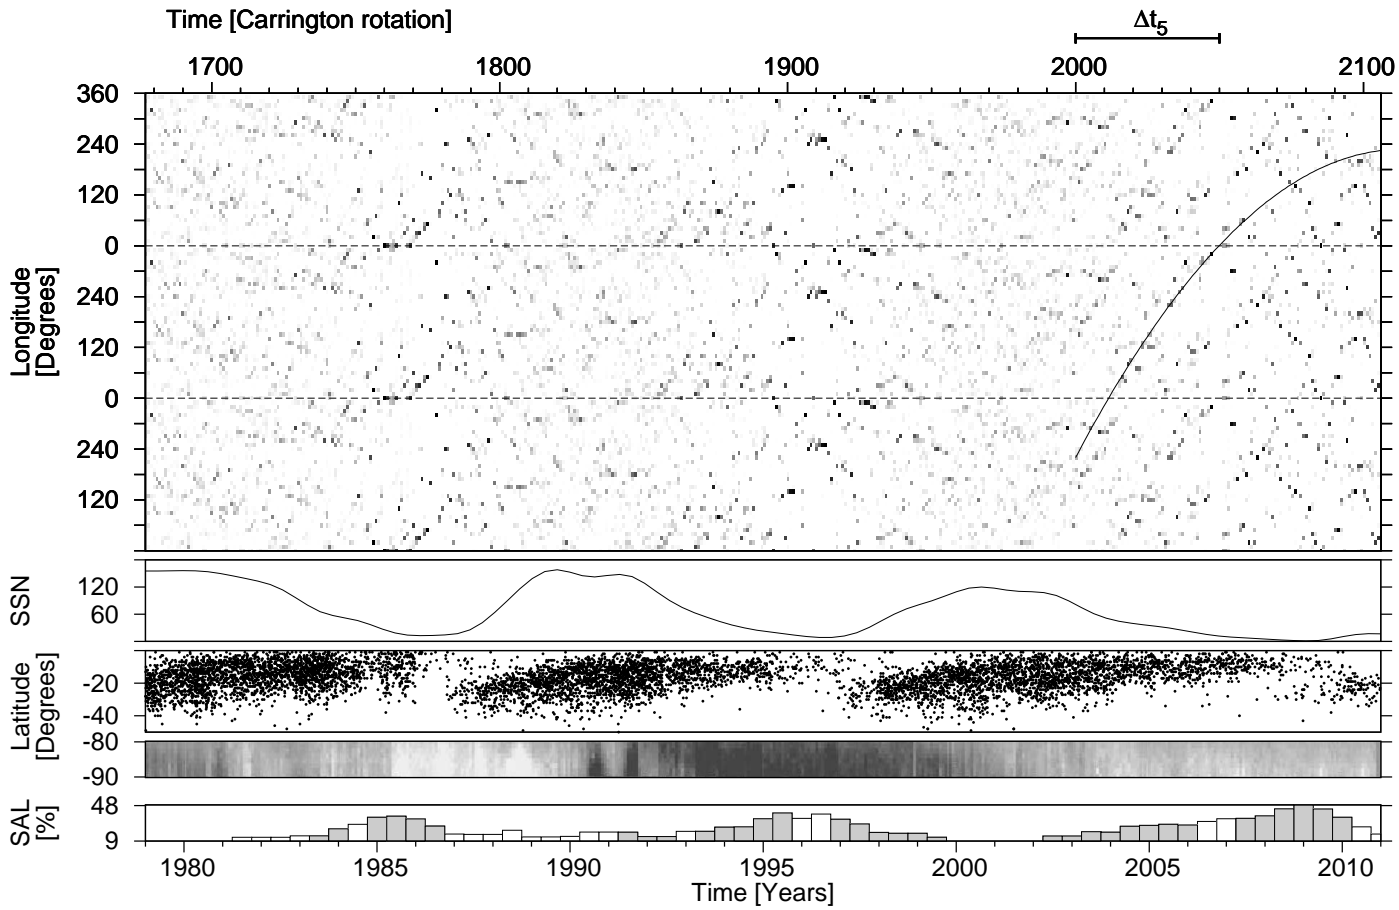 Time [Carrington rotation]
Δt5
1700 1800 1900 2000 2100
360
240
120
0
240
120
0
240
120
Longitude
[Degrees]
SSN
120
60
Latitude
[Degrees]
-20
-40
-80
-90
SAL
[%]
48
9
1980 1985 1990 1995 2000 2005 2010
Time [Years]